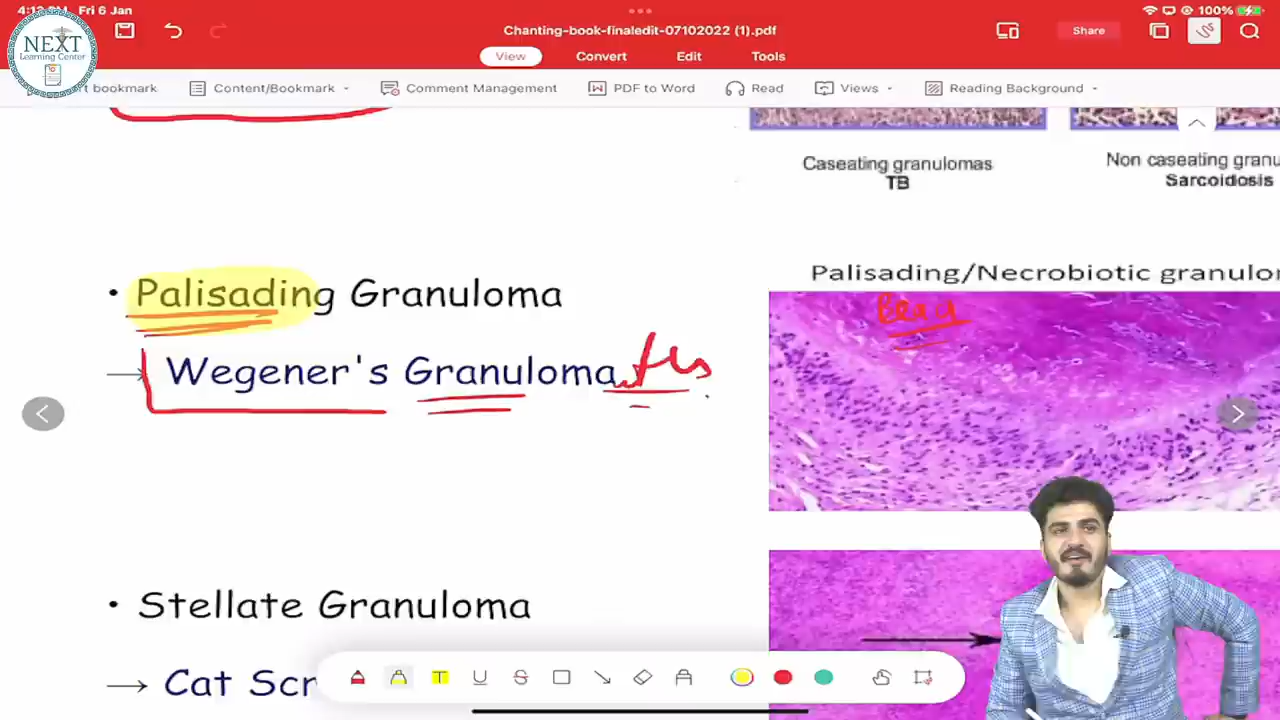 4:12 PM Fri 6 Jan
100%
NEXT
Learning Center
Chanting-book-finaledit-07102022 (1).pdf
Share
View
Convert
Edit
Tools
bookmark
Content/Bookmark
Comment Management
PDF to Word
Read
Views
Reading Background
Caseating granulomas
TB
Non caseating granu
Sarcoidosis
• Palisading Granuloma
→ Wegener's Granuloma
Palisading/Necrobiotic granulo
• Stellate Granuloma
→ Cat Scr
T
U
S